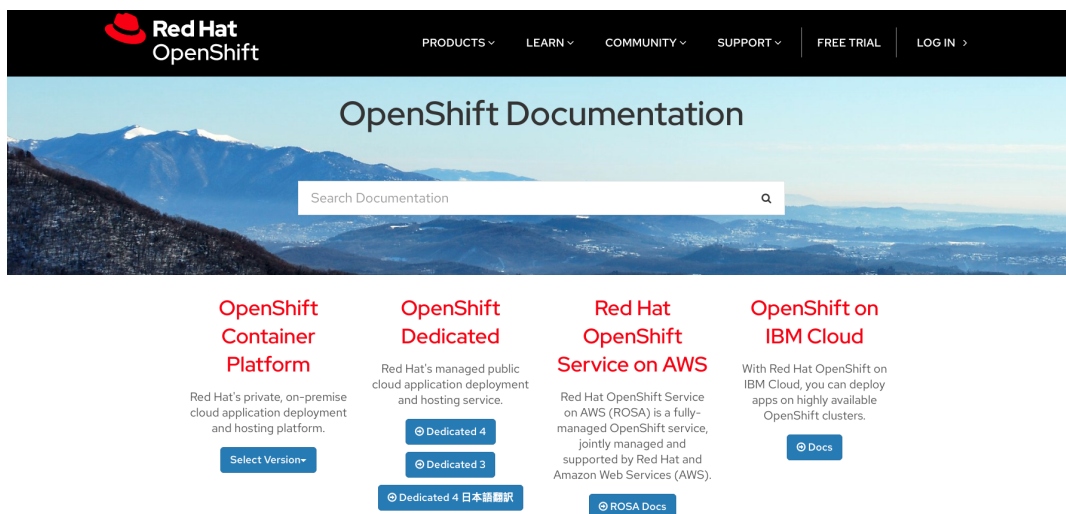 Red Hat
OpenShift
PRODUCTS
LEARN
COMMUNITY
SUPPORT
FREE TRIAL
LOG IN
OpenShift Documentation
Search Documentation
OpenShift
Container
Platform
Red Hat's private, on-premise
cloud application deployment
and hosting platform.
Select Version
OpenShift
Dedicated
Red Hat's managed public
cloud application deployment
and hosting service.
Dedicated 4
Dedicated 3
Dedicated 4 日本語翻訳
Red Hat
OpenShift
Service on AWS
Red Hat OpenShift Service
on AWS (ROSA) is a fully-
managed OpenShift service,
jointly managed and
supported by Red Hat and
Amazon Web Services (AWS).
ROSA Docs
OpenShift on
IBM Cloud
With Red Hat OpenShift on
IBM Cloud, you can deploy
apps on highly available
OpenShift clusters.
Docs